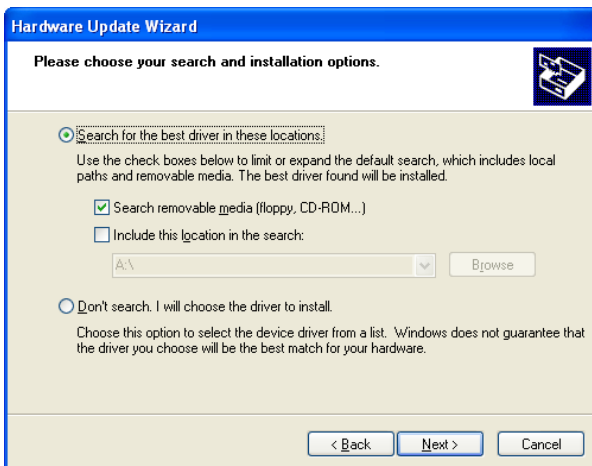 Hardware Update Wizard
Please choose your search and installation options.
Search for the best driver in these locations.
Use the check boxes below to limit or expand the default search, which includes local
paths and removable media. The best driver found will be installed.
Search removable media (floppy, CD-ROM...)
Include this location in the search:
A:\
Browse
Don't search. I will choose the driver to install.
Choose this option to select the device driver from a list. Windows does not guarantee that
the driver you choose will be the best match for your hardware.
< Back Next > Cancel